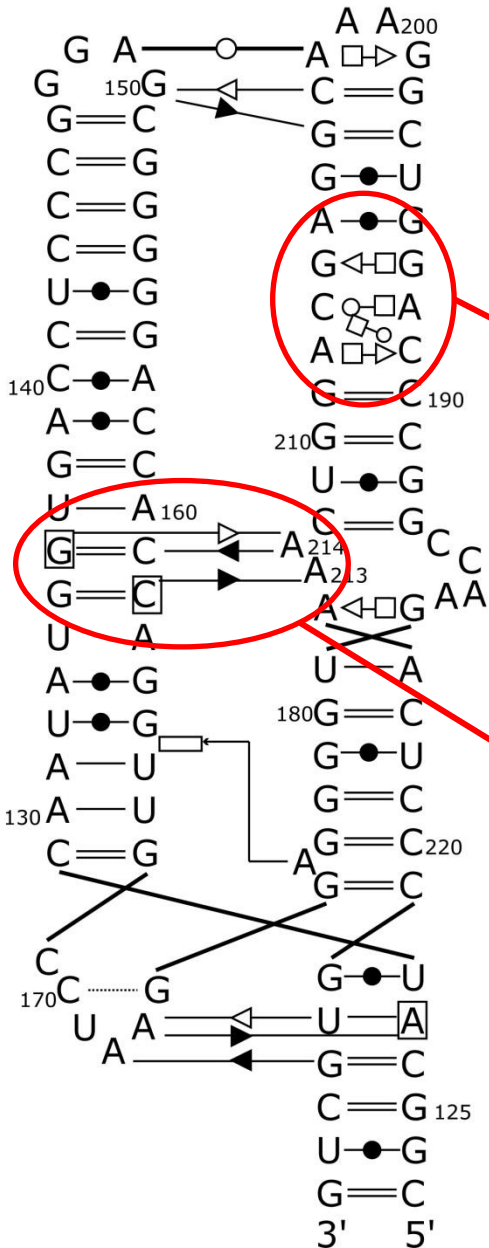 A A200
G A A G
G 150G C G
G C G C
C G G U
C G A G
C G G G
U G C A
C G A C
140C A G C190
A C 210G C
G C U G
U A160 C G
G C A214 C C
G C A213 A G A A
U A U A
A G 180G C
U G G U
A U G C
130A U A G C220
C G G C
C G U
170C G U A
U A A G C
C G125
U G
G C
3' 5'